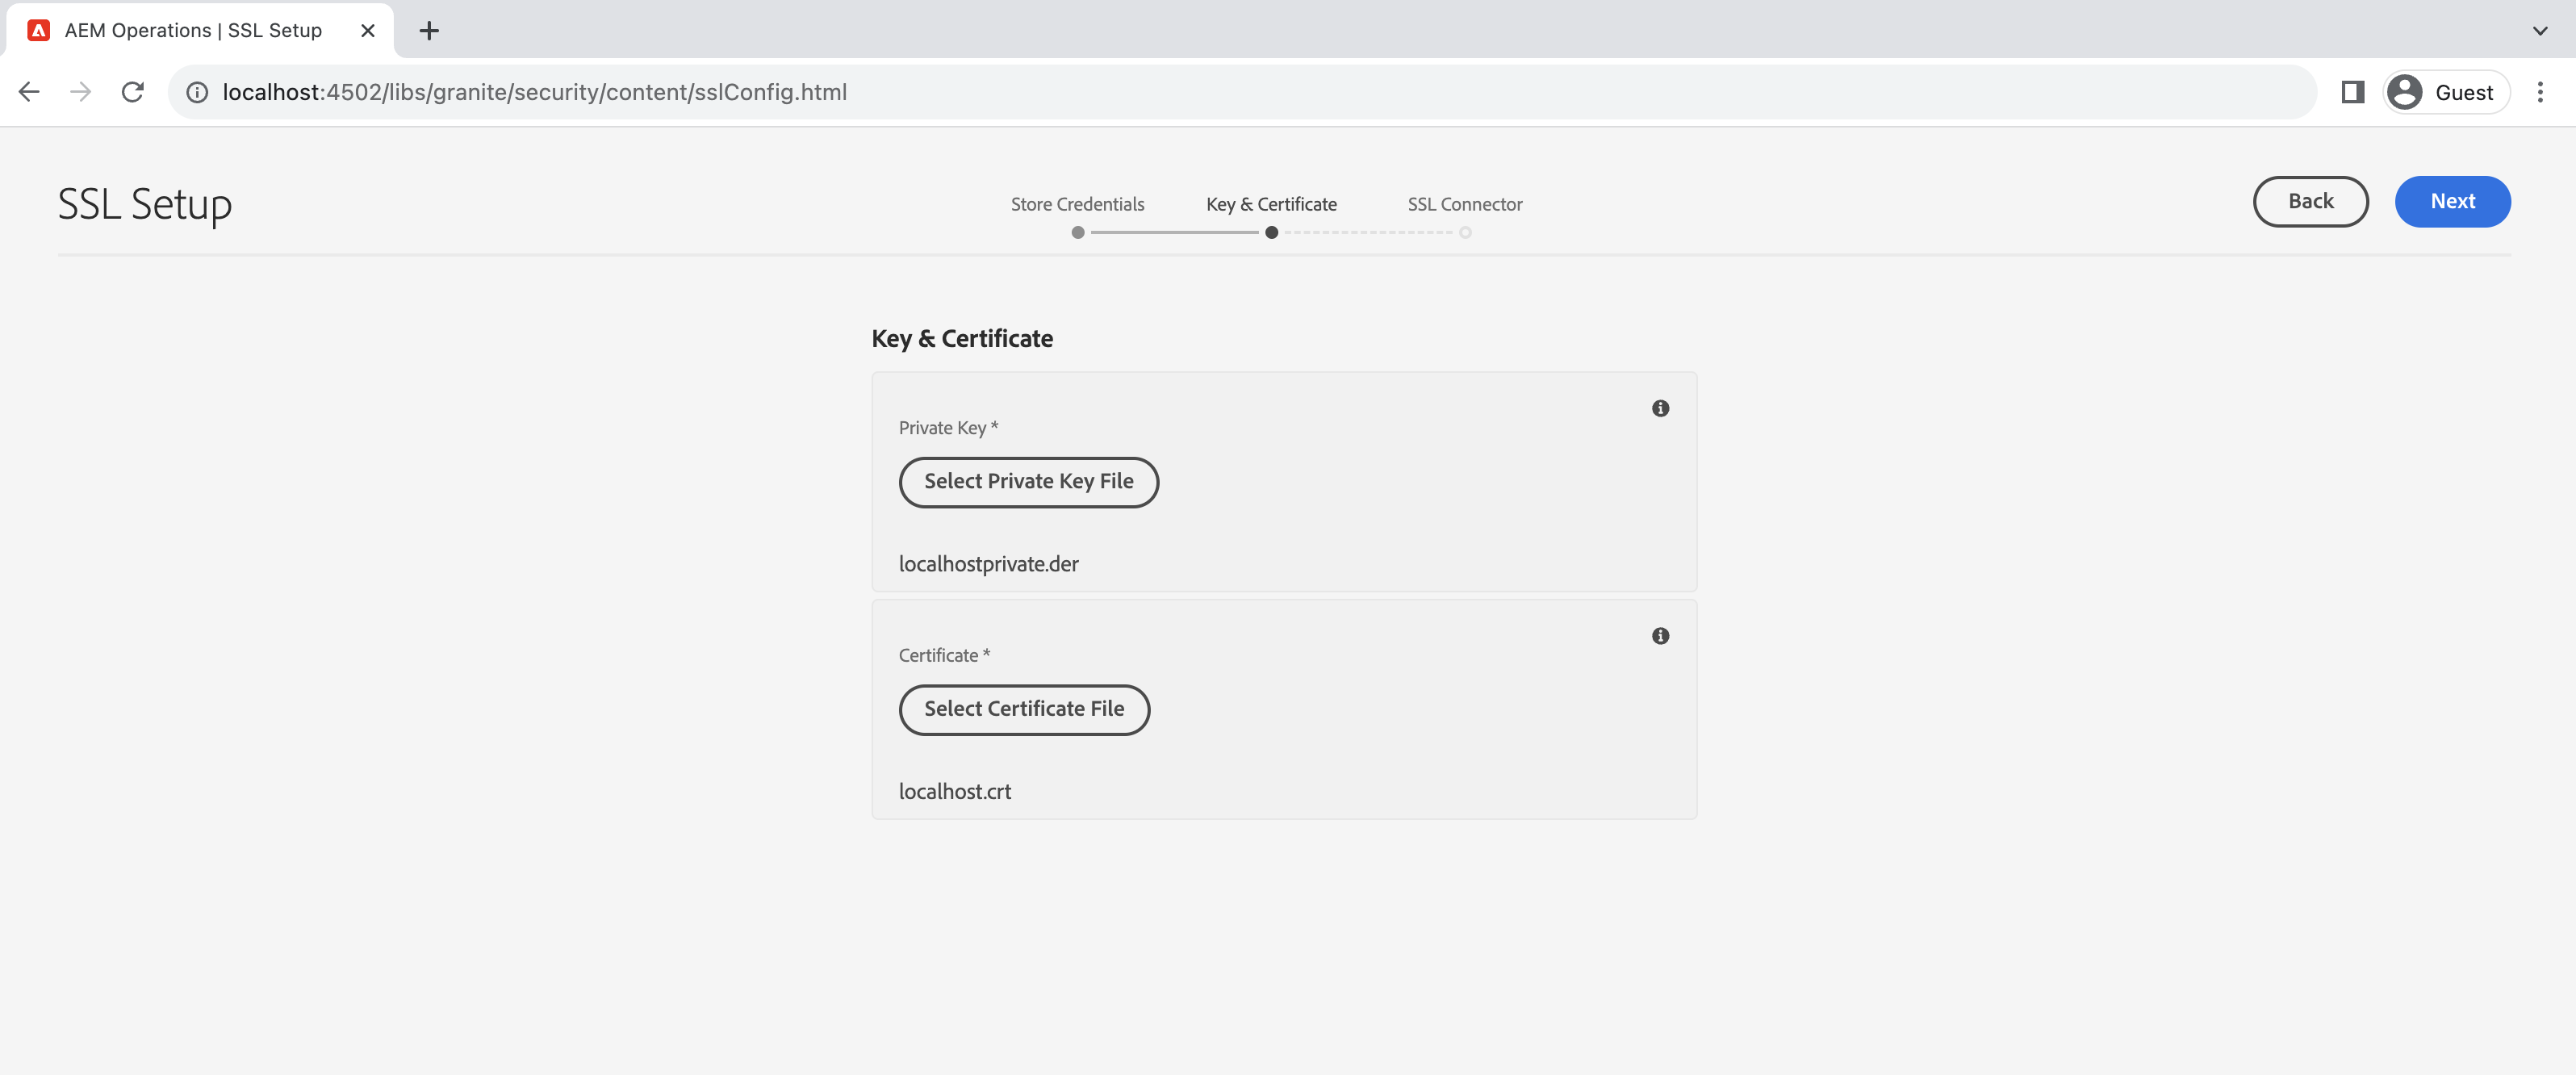 AEM Operations | SSL Setup
localhost:4502/libs/granite/security/content/sslConfig.html
Guest
SSL Setup
Store Credentials
Key & Certificate
SSL Connector
Back
Next
Key & Certificate
Private Key *
Select Private Key File
localhostprivate.der
Certificate *
Select Certificate File
localhost.crt